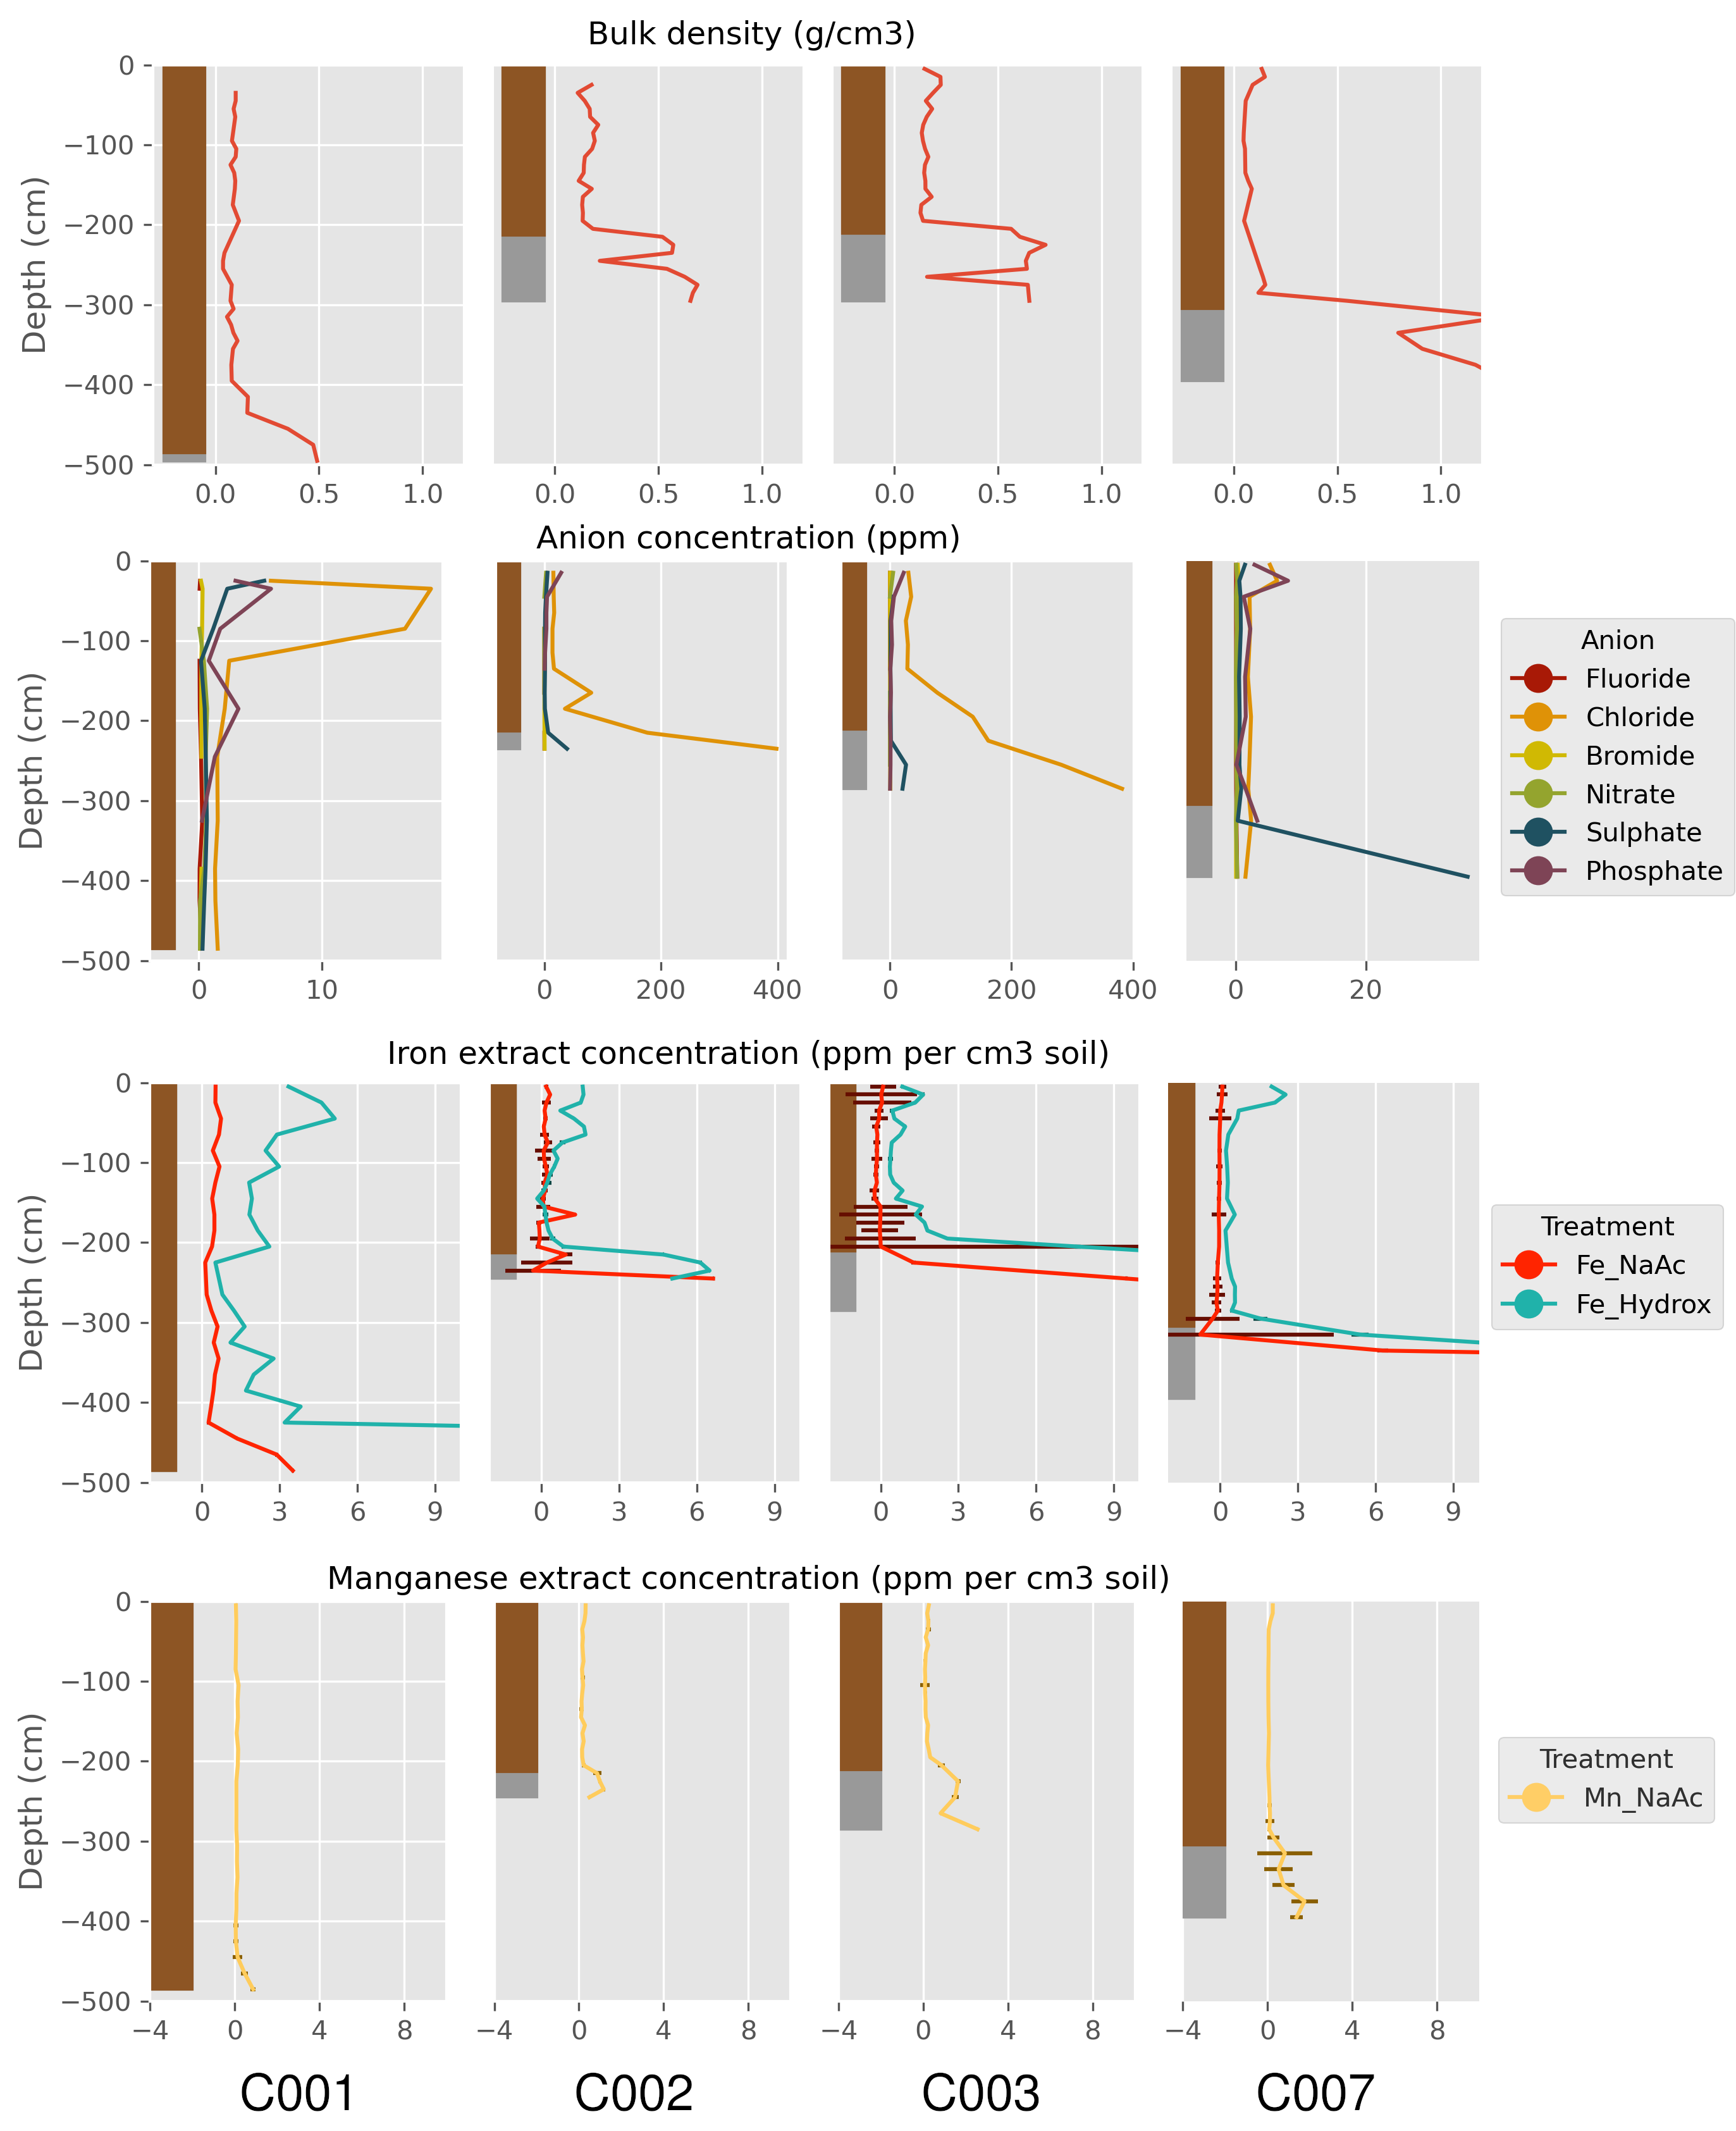 Bulk density (g/cm3)
Depth (cm)
0
−100
−200
−300
−400
−500
0.0 0.5 1.0
0.0 0.5 1.0
0.0 0.5 1.0
0.0 0.5 1.0
Anion concentration (ppm)
Depth (cm)
0
−100
−200
−300
−400
−500
0 10
0 200 400
0 200 400
0 20
Anion
Fluoride
Chloride
Bromide
Nitrate
Sulphate
Phosphate
Iron extract concentration (ppm per cm3 soil)
Depth (cm)
0
−100
−200
−300
−400
−500
0 3 6 9
0 3 6 9
0 3 6 9
0 3 6 9
Treatment
Fe_NaAc
Fe_Hydrox
Manganese extract concentration (ppm per cm3 soil)
Depth (cm)
0
−100
−200
−300
−400
−500
−4 0 4 8
−4 0 4 8
−4 0 4 8
−4 0 4 8
Treatment
Mn_NaAc
C001 C002 C003 C007